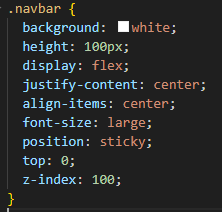 .navbar {
background: white;
height: 100px;
display: flex;
justify-content: center;
align-items: center;
font-size: large;
position: sticky;
top: 0;
z-index: 100;
}